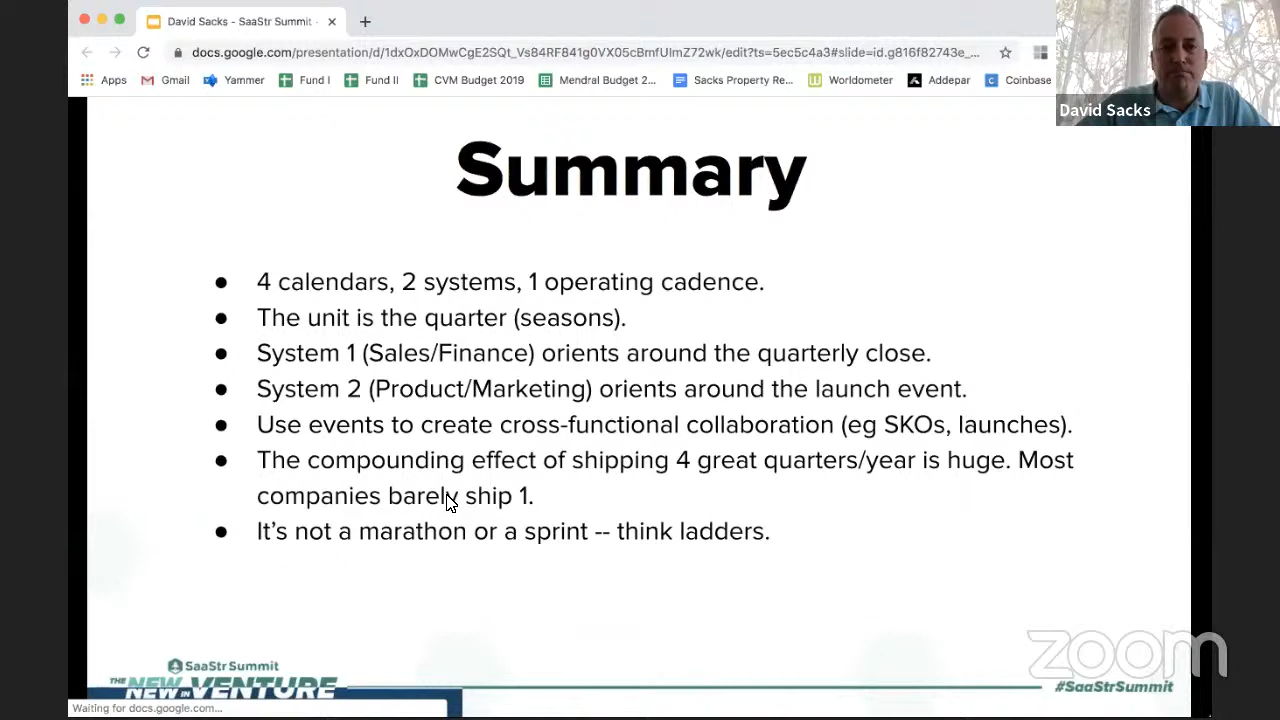 David Sacks - SaaStr Summit -
docs.google.com/presentation/d/1dxOxDOMwCgE2SQt_Vs84RF841g0VX05cBmfUImZ72wk/edit?ts=5ec5c4a3#slide=id.g816f82743e_...
Apps Gmail Yammer Fund I Fund II CVM Budget 2019 Mendral Budget 2... Sacks Property Re... Worldometer Addepar Coinbase
David Sacks
Summary
● 4 calendars, 2 systems, 1 operating cadence.
● The unit is the quarter (seasons).
● System 1 (Sales/Finance) orients around the quarterly close.
● System 2 (Product/Marketing) orients around the launch event.
● Use events to create cross-functional collaboration (eg SKOs, launches).
● The compounding effect of shipping 4 great quarters/year is huge. Most
companies barely ship 1.
● It's not a marathon or a sprint -- think ladders.
zoom
SaaStr Summit
THE NEW IN VENTURE
#SaaStrSummit
Waiting for docs.google.com...